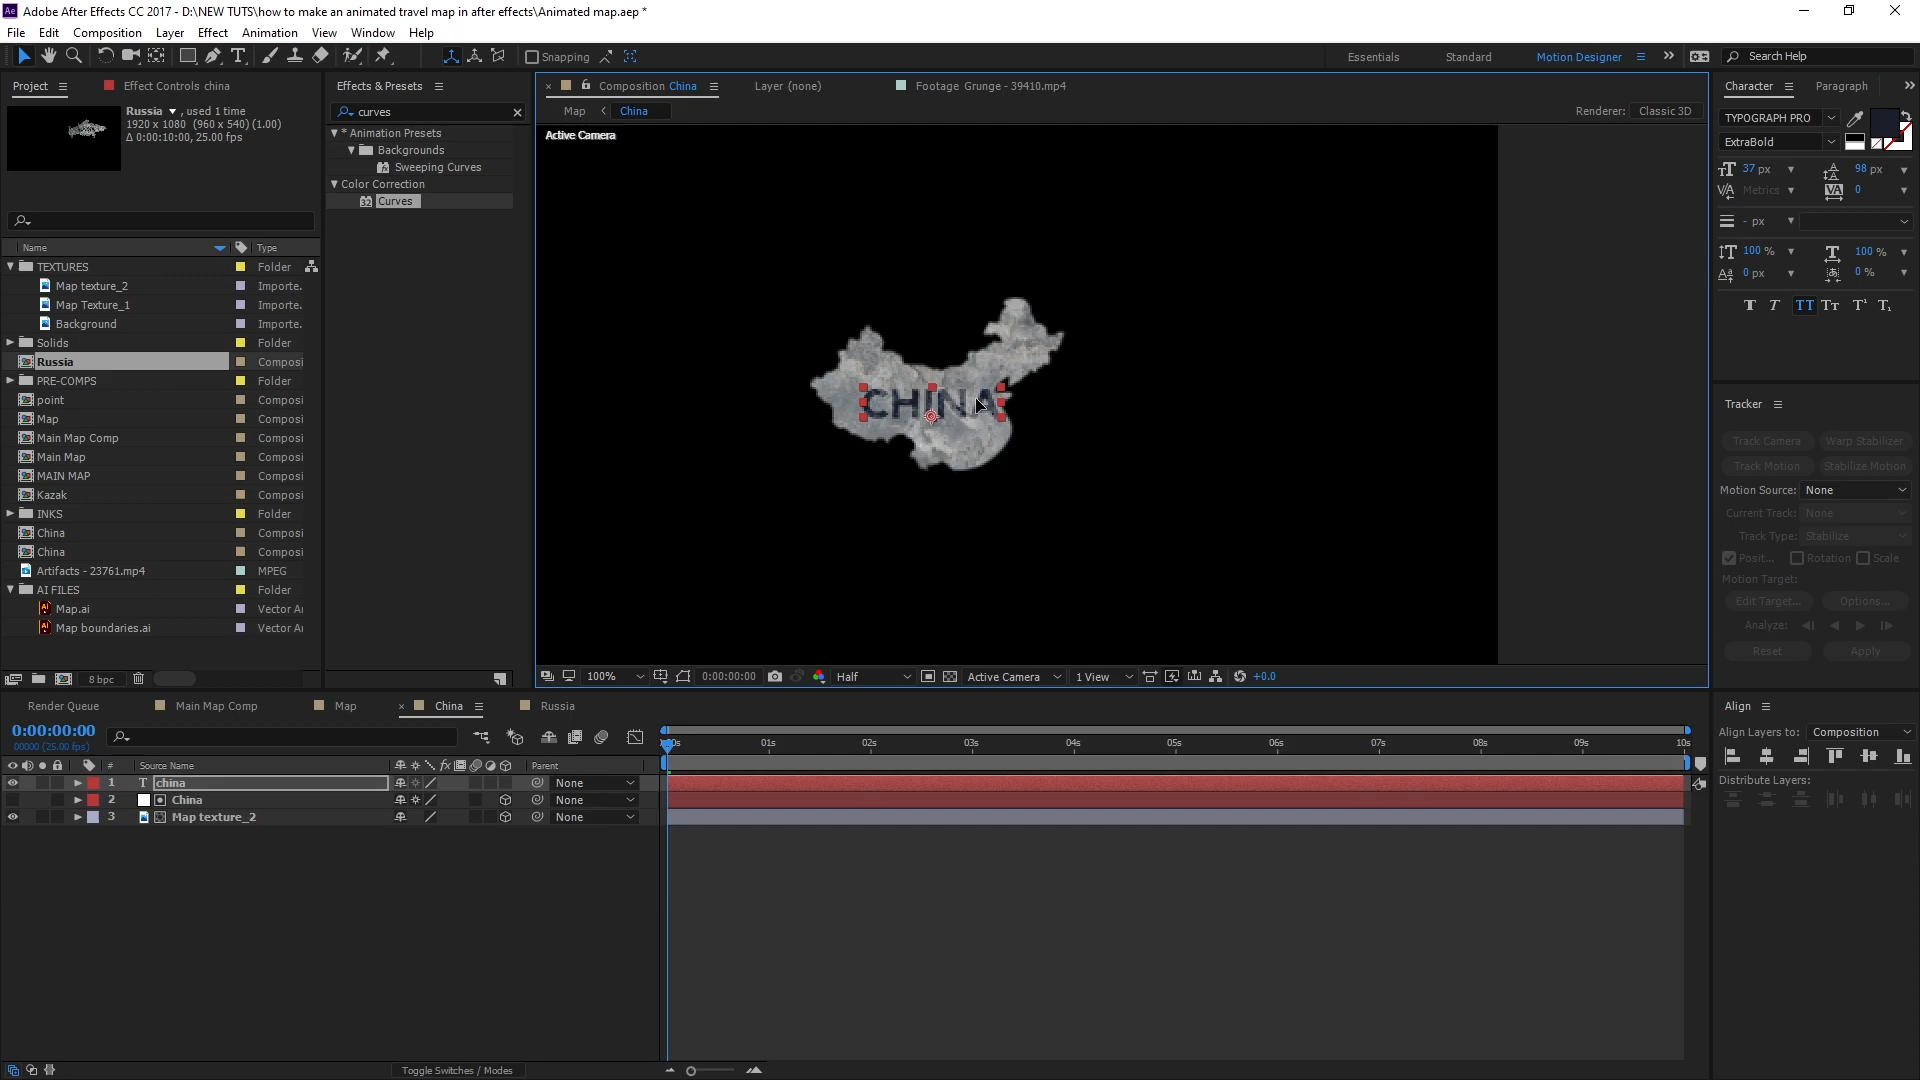 Adobe After Effects CC 2017 - D:\NEW TUTS\how to make an animated travel map in after effects\Animated map.aep *
File Edit Composition Layer Effect Animation View Window Help
Snapping Essentials Standard Motion Designer Search Help
Project Effect Controls china
Russia , used 1 time
1920 x 1080 (960 x 540) (1.00)
Δ 0:00:10:00, 25.00 fps
Name Type
TEXTURES Folder
Map texture_2 Importe.
Map Texture_1 Importe.
Background Importe.
Solids Folder
Russia Composi
PRE-COMPS Folder
point Composi
Map Composi
Main Map Comp Composi
Main Map Composi
MAIN MAP Composi
Kazak Composi
INKS Folder
China Composi
China Composi
Artifacts - 23761.mp4 MPEG
AI FILES Folder
Map.ai Vector Ar
Map boundaries.ai Vector Ar
8 bpc
Effects & Presets
curves
* Animation Presets
Backgrounds
Sweeping Curves
Color Correction
32 Curves
Composition China Layer (none) Footage Grunge - 39410.mp4
Map China Renderer: Classic 3D
Active Camera
CHINA
100% 0:00:00:00 Half Active Camera 1 View +0.0
Character Paragraph
TYPOGRAPH PRO
ExtraBold
37 px 98 px
Metrics 0
- px
100 % 100 %
0 px 0 %
Tracker
Track Camera Warp Stabilizer
Track Motion Stabilize Motion
Motion Source: None
Current Track: None
Track Type: Stabilize
Posit... Rotation Scale
Motion Target:
Edit Target... Options...
Analyze:
Reset Apply
Render Queue Main Map Comp Map China Russia
0:00:00:00
00000 (25.00 fps)
01s 02s 03s 04s 05s 06s 07s 08s 09s 10s
# Source Name Parent
1 china None
2 China None
3 Map texture_2 None
Toggle Switches / Modes
Align
Align Layers to: Composition
Distribute Layers: